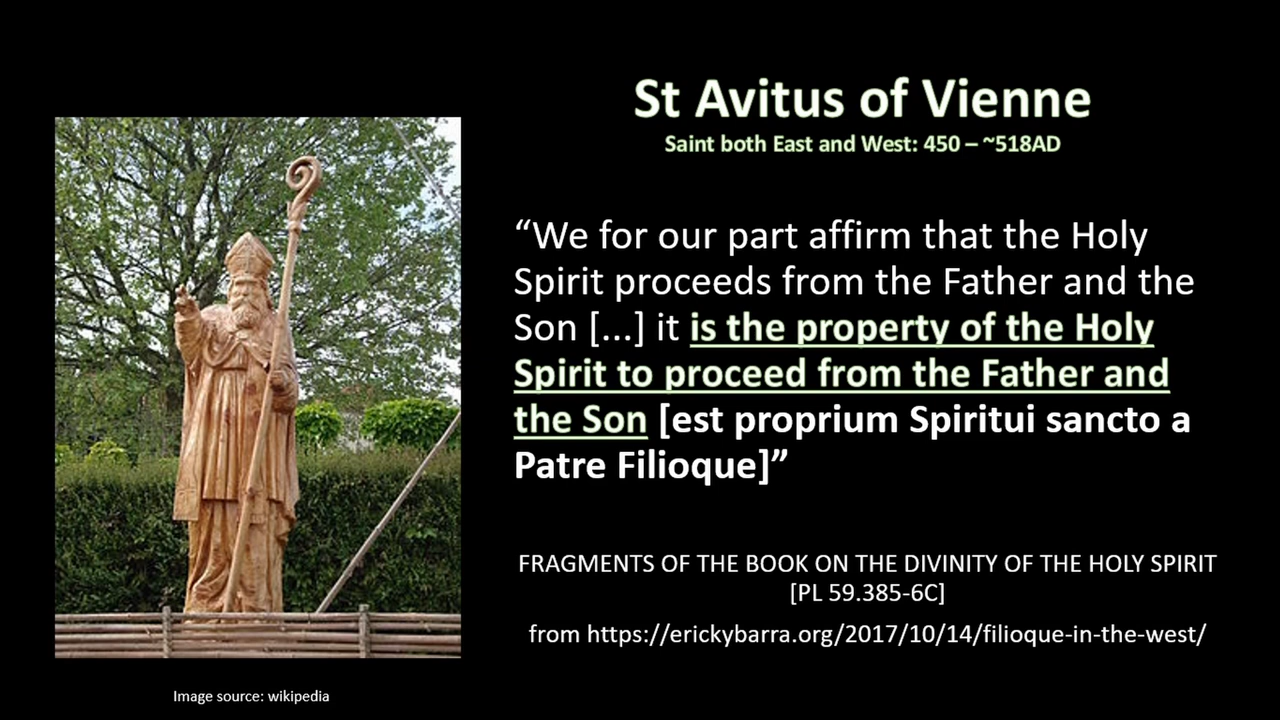 St Avitus of Vienne
Saint both East and West: 450 – ~518AD
“We for our part affirm that the Holy
Spirit proceeds from the Father and the
Son [...] it is the property of the Holy
Spirit to proceed from the Father and
the Son [est proprium Spiritui sancto a
Patre Filioque]”
FRAGMENTS OF THE BOOK ON THE DIVINITY OF THE HOLY SPIRIT
[PL 59.385-6C]
from https://erickybarra.org/2017/10/14/filioque-in-the-west/
Image source: wikipedia